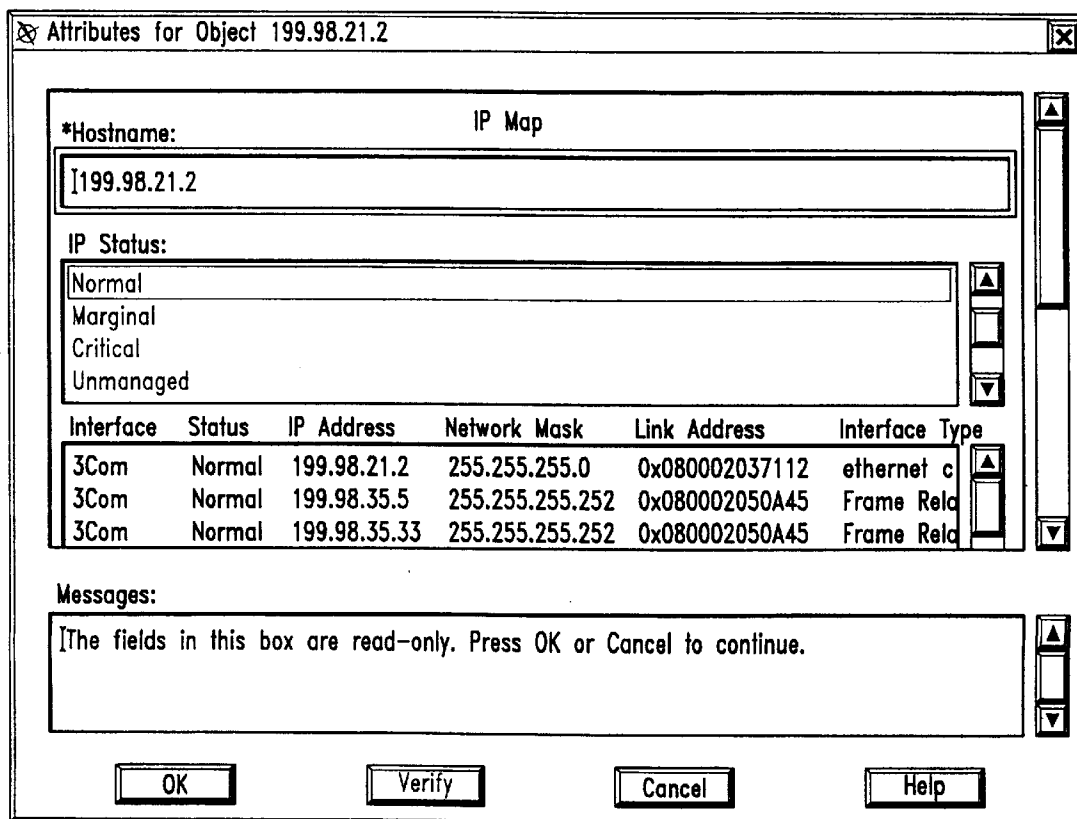 Attributes for Object 199.98.21.2
IP Map
*Hostname:
199.98.21.2
IP Status:
Normal
Marginal
Critical
Unmanaged
Interface Status IP Address Network Mask Link Address Interface Type
3Com Normal 199.98.21.2 255.255.255.0 0x080002037112 ethernet c
3Com Normal 199.98.35.5 255.255.255.252 0x080002050A45 Frame Rela
3Com Normal 199.98.35.33 255.255.255.252 0x080002050A45 Frame Rela
Messages:
The fields in this box are read-only. Press OK or Cancel to continue.
OK Verify Cancel Help